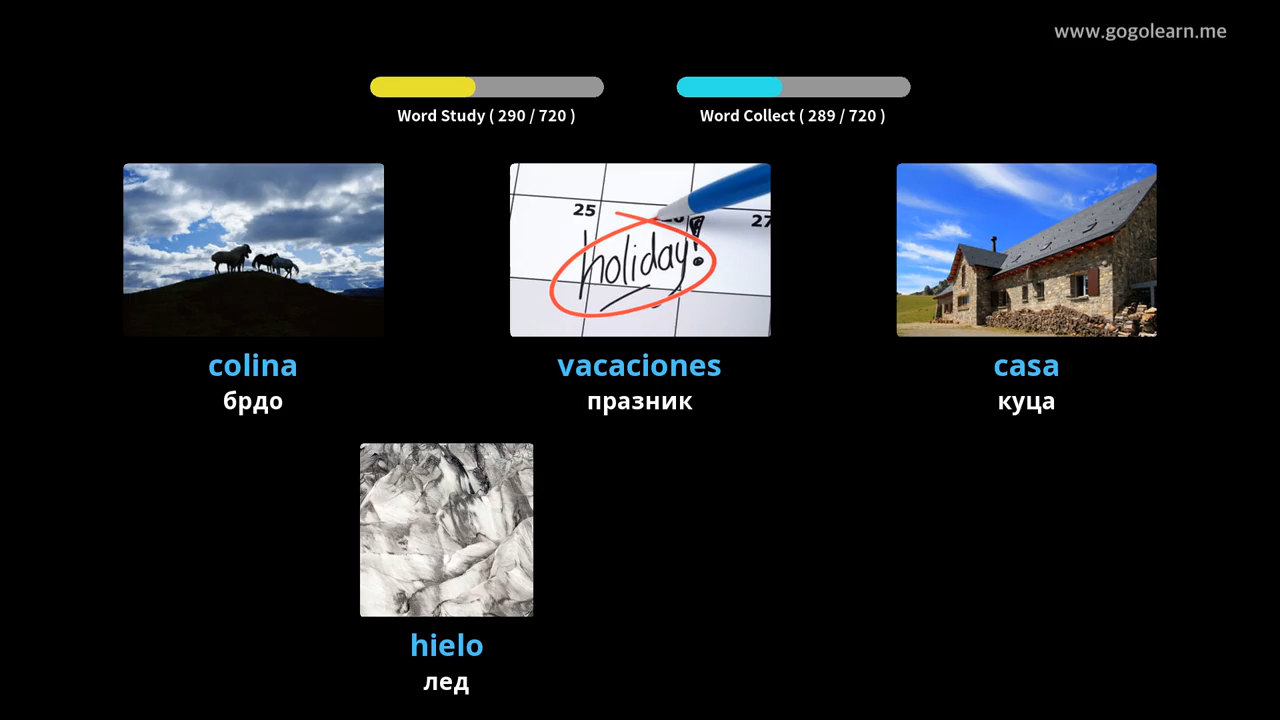 www.gogolearn.me
Word Study ( 290 / 720 )
Word Collect ( 289 / 720 )
25
27
holiday!
colina
vacaciones
casa
брдо
празник
куца
hielo
лед